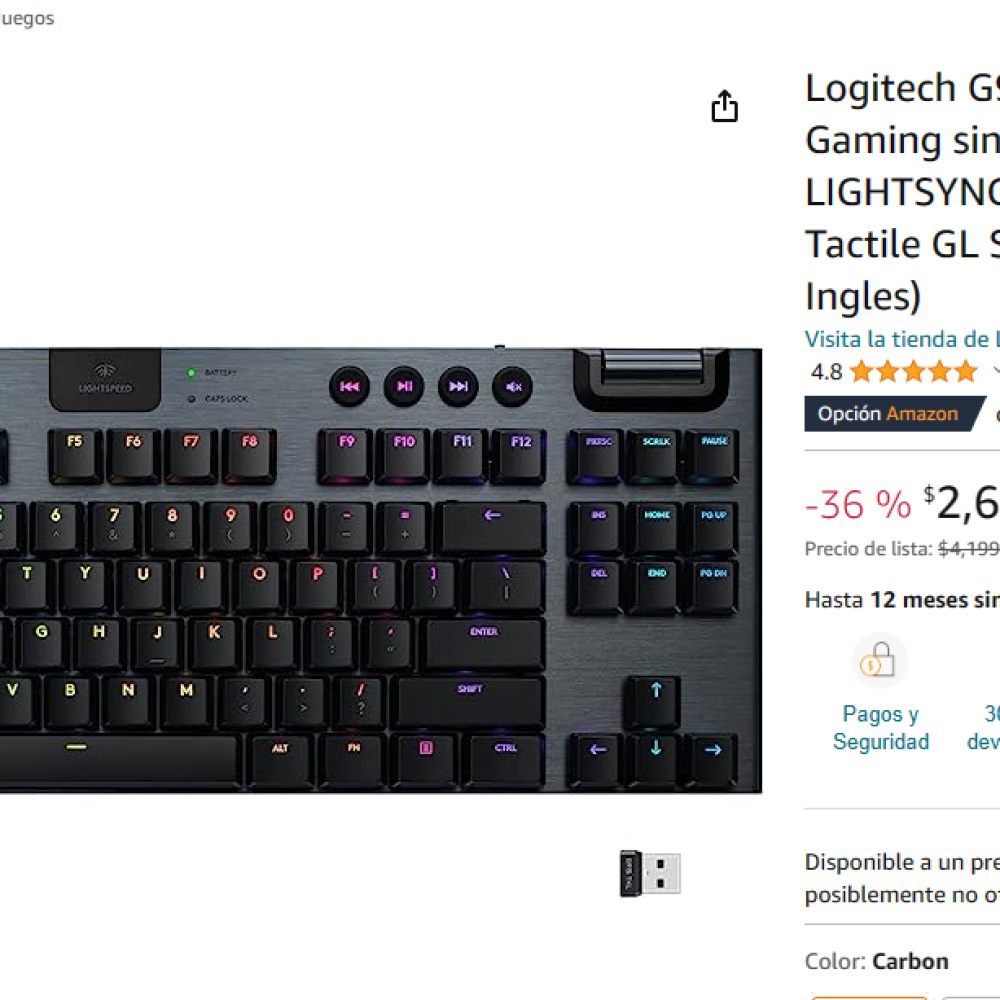 uegos
Logitech G9
Gaming sin
LIGHTSYNC
Tactile GL S
Ingles)
Visita la tienda de L
4.8
Opción Amazon
-36 % $2,6
Precio de lista: $4,199
Hasta 12 meses sin
Pagos y
Seguridad
30
dev
Disponible a un pre
posiblemente no o
Color: Carbon
LIGHTSPEED
BATTERY
CAPS LOCK
F5 F6 F7 F8 F9 F10 F11 F12 PRTSC SCRLK PAUSE
6 7 8 9 0 - = ← INS HOME PG UP
^ & * ( ) _ +
T Y U I O P [ ] \ DEL END PG DN
{ } |
G H J K L ; ' ENTER
: "
V B N M , . / SHIFT ↑
< > ?
ALT FN CTRL ← ↓ →